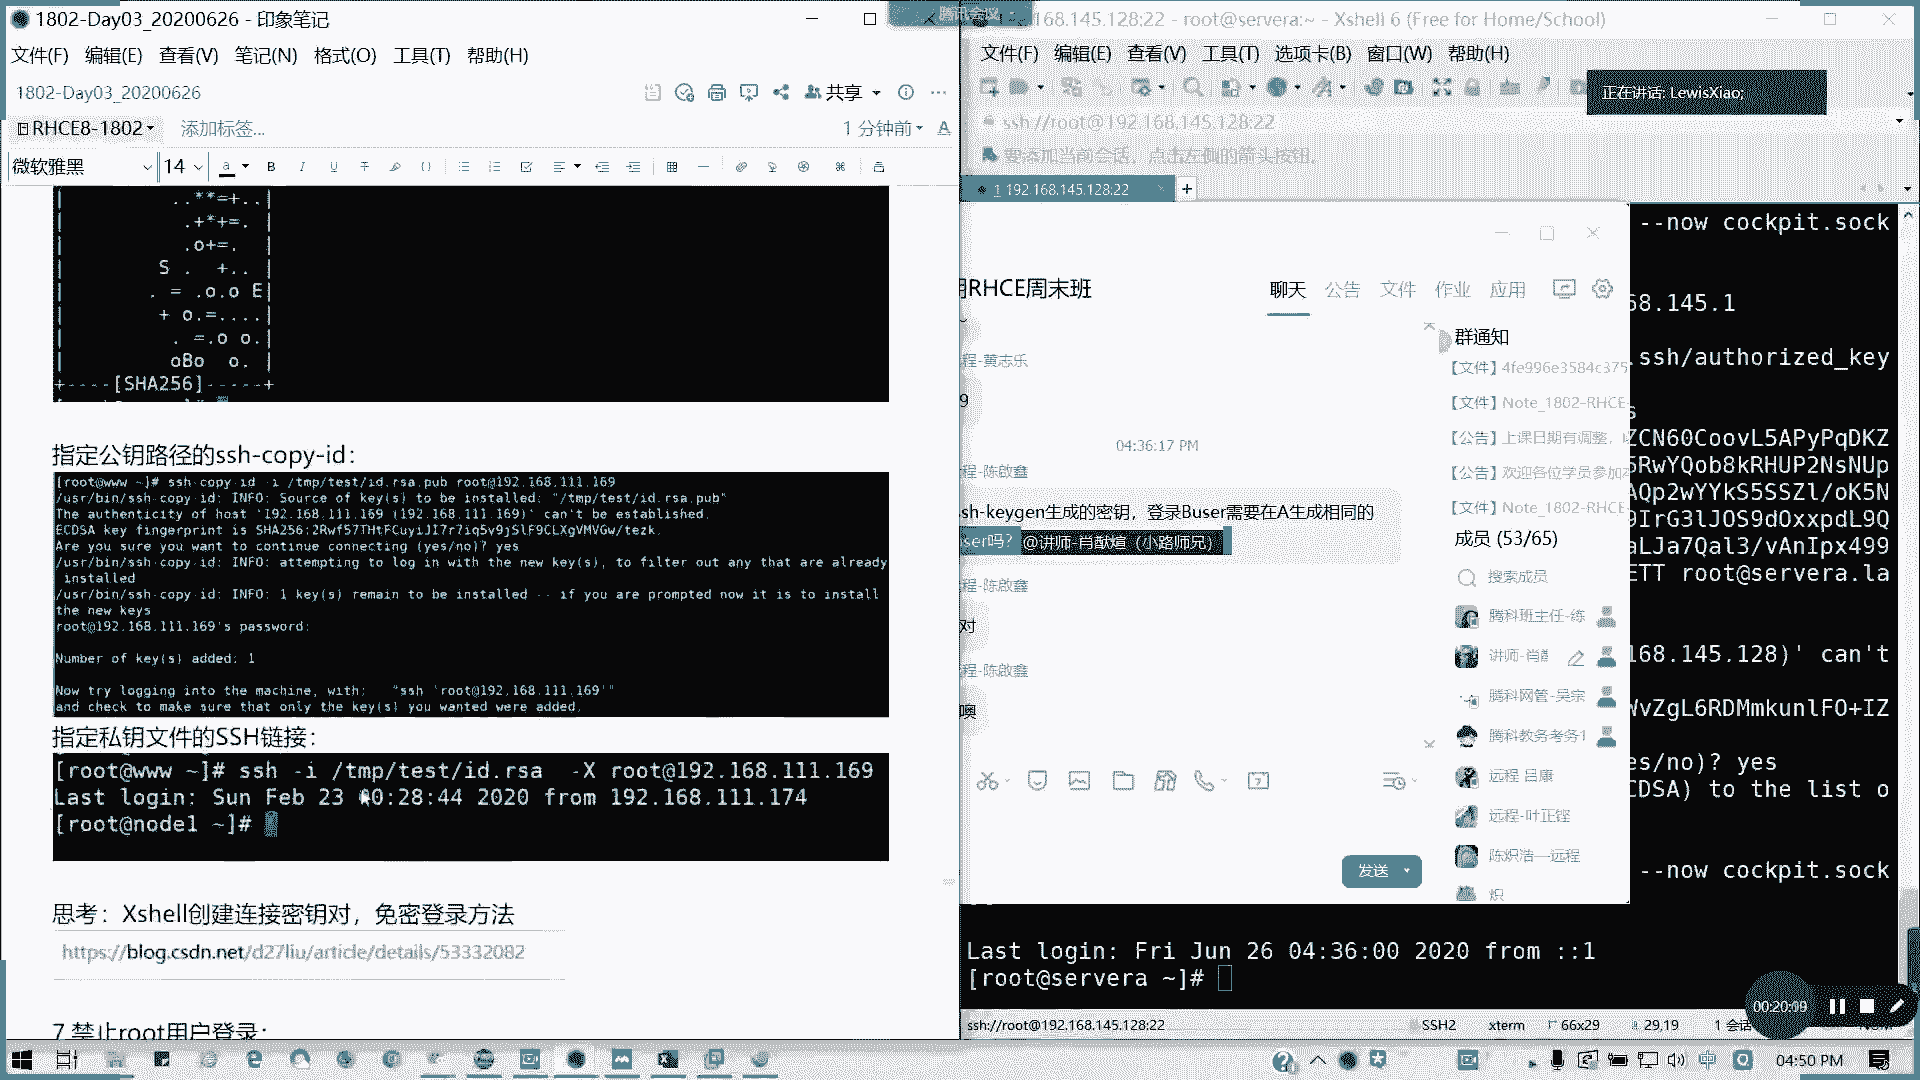 1802-Day03_20200626 - 印象笔记
文件(F) 编辑(E) 查看(V) 笔记(N) 格式(O) 工具(T) 帮助(H)
1802-Day03_20200626
共享
RHCE8-1802
添加标签...
1 分钟前
微软雅黑
14
| ..**=+..|
| .+*+=. |
| .o+=. |
| S . +.. |
| . = .o.o E|
| + o.=....|
| . =.o o.|
| oBo o. |
+----[SHA256]-----+
指定公钥路径的ssh-copy-id：
[root@www ~]# ssh-copy-id -i /tmp/test/id.rsa.pub root@192.168.111.169
/usr/bin/ssh-copy-id: INFO: Source of key(s) to be installed: "/tmp/test/id.rsa.pub"
The authenticity of host '192.168.111.169 (192.168.111.169)' can't be established.
ECDSA key fingerprint is
Are you sure you want to continue connecting (yes/no)? yes
/usr/bin/ssh-copy-id: INFO: attempting to log in with the new key(s), to filter out any that are already
installed
/usr/bin/ssh-copy-id: INFO: 1 key(s) remain to be installed -- if you are prompted now it is to install
the new keys
root@192.168.111.169's password:
Number of key(s) added: 1
Now try logging into the machine, with: "ssh 'root@192.168.111.169'"
and check to make sure that only the key(s) you wanted were added.
指定私钥文件的SSH链接：
[root@www ~]# ssh -i /tmp/test/id.rsa -X root@192.168.111.169
Last login: Sun Feb 23 00:28:44 2020 from 192.168.111.174
[root@node1 ~]#
思考：Xshell创建连接密钥对，免密登录方法
https://blog.csdn.net/d27liu/article/details/53332082
7.禁止root用户登录：
腾讯会议
168.145.128:22 - root@servera:~ - Xshell 6 (Free for Home/School)
文件(F) 编辑(E) 查看(V) 工具(T) 选项卡(B) 窗口(W) 帮助(H)
正在讲话: LewisXiao;
ssh://root@192.168.145.128:22
要添加当前会话，点击左侧的箭头按钮。
1 192.168.145.128:22
+
--now cockpit.sock
68.145.1
.ssh/authorized_key
ZCN60CoovL5APyPqDKZ
5RwYQob8kRHUP2NsNUp
AQp2wYYkS5SSZl/oK5N
9IrG3lJOS9dOxxpdL9Q
aLJa7Qal3/vAnIpx499
ETT root@servera.la
168.145.128)' can't
WvZgL6RDMmkunlFO+IZ
es/no)? yes
CDSA) to the list o
--now cockpit.sock
Last login: Fri Jun 26 04:36:00 2020 from ::1
[root@servera ~]#
RHCE周末班
聊天 公告 文件 作业 应用
程-黄志乐
9
04:36:17 PM
程-陈啟鑫
sh-keygen生成的密钥，登录Buser需要在A生成相同的
ser吗？ @讲师-肖猷煊（小路师兄）
程-陈啟鑫
对
程-陈啟鑫
噢
发送
群通知
【文件】4fe996e3584c375
【文件】Note_1802-RHCE-
【公告】上课日期有调整，
【公告】欢迎各位学员参加
【文件】Note_1802-RHCE-
成员 (53/65)
搜索成员
腾科班主任-练
讲师-肖
腾科网管-吴宗
腾科教务考务1
远程 吕康
远程-叶正铿
陈炽浩—远程
炽
00:20:09
ssh://root@192.168.145.128:22
SSH2
xterm
66x29
29,19
1 会话
中
04:50 PM